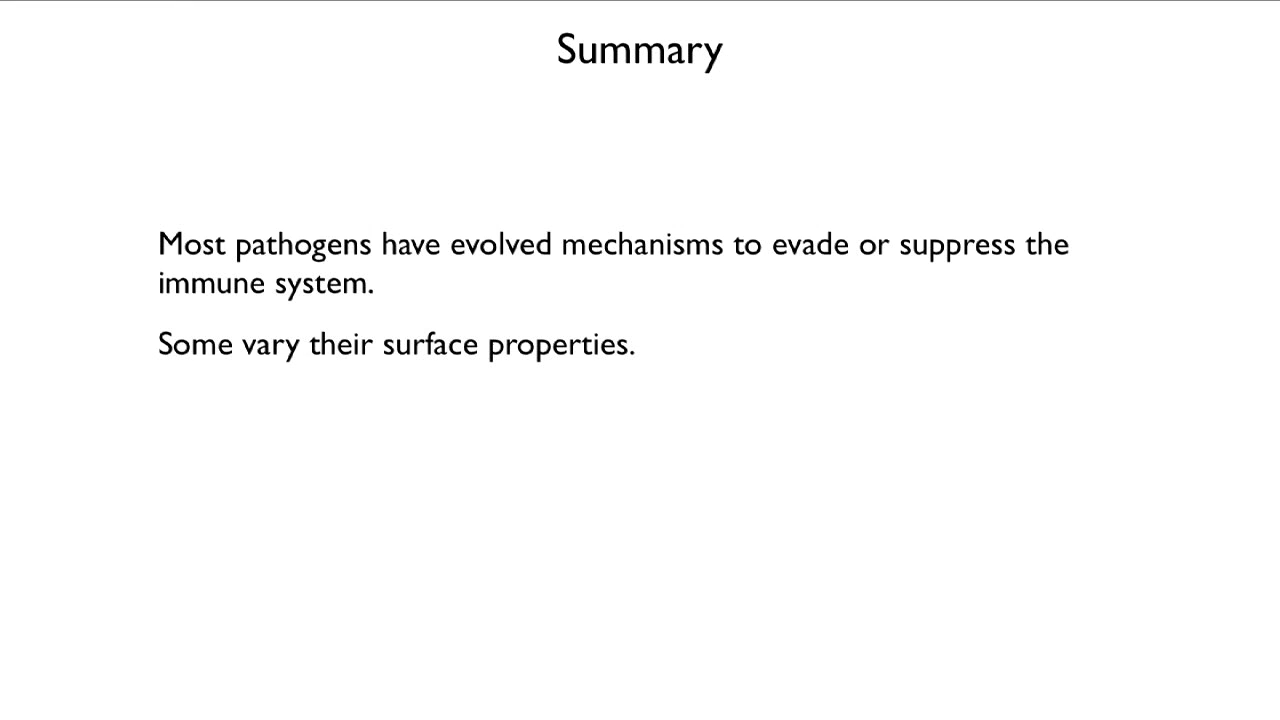 Summary
Most pathogens have evolved mechanisms to evade or suppress the
immune system.
Some vary their surface properties.